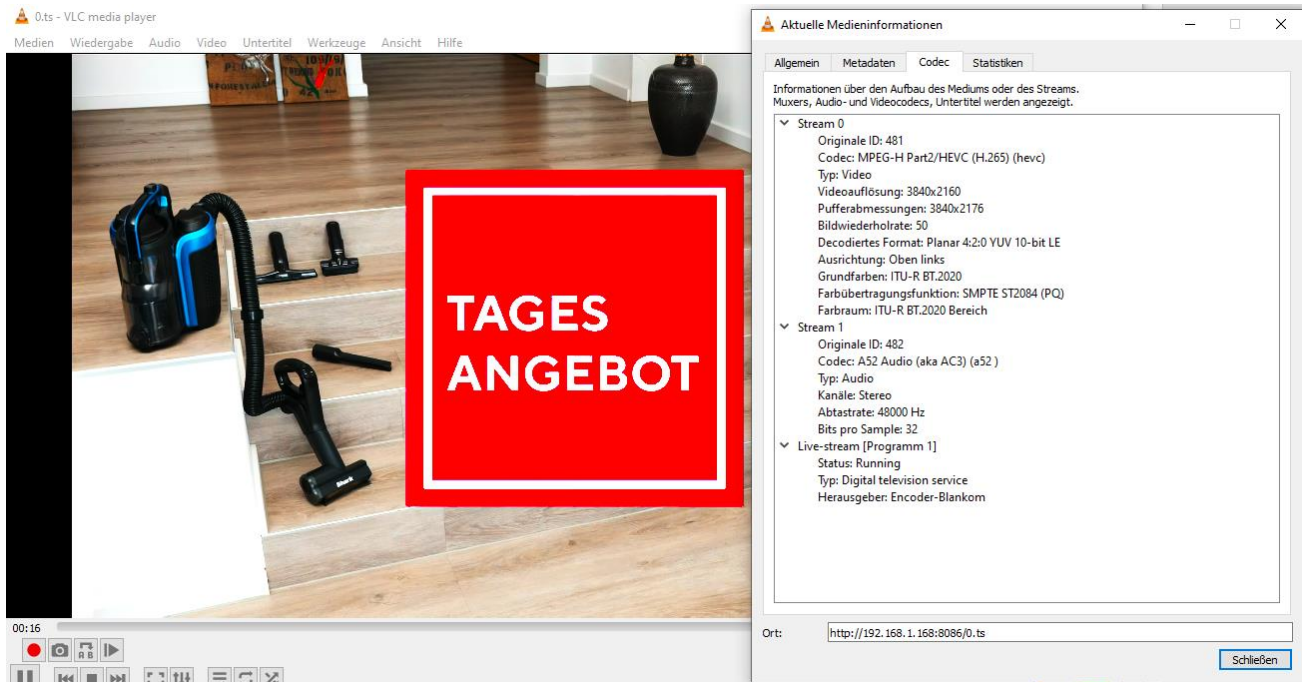 0.ts - VLC media player
Medien Wiedergabe Audio Video Untertitel Werkzeuge Ansicht Hilfe
TAGES
ANGEBOT
Shark
00:16
Aktuelle Medieninformationen
Allgemein Metadaten Codec Statistiken
Informationen über den Aufbau des Mediums oder des Streams.
Muxers, Audio- und Videocodecs, Untertitel werden angezeigt.
Stream 0
Originale ID: 481
Codec: MPEG-H Part2/HEVC (H.265) (hevc)
Typ: Video
Videoauflösung: 3840x2160
Pufferabmessungen: 3840x2176
Bildwiederholrate: 50
Decodiertes Format: Planar 4:2:0 YUV 10-bit LE
Ausrichtung: Oben links
Grundfarben: ITU-R BT.2020
Farbübertragungsfunktion: SMPTE ST2084 (PQ)
Farbraum: ITU-R BT.2020 Bereich
Stream 1
Originale ID: 482
Codec: A52 Audio (aka AC3) (a52 )
Typ: Audio
Kanäle: Stereo
Abtastrate: 48000 Hz
Bits pro Sample: 32
Live-stream [Programm 1]
Status: Running
Typ: Digital television service
Herausgeber: Encoder-Blankom
Ort: http://192.168.1.168:8086/0.ts
Schließen